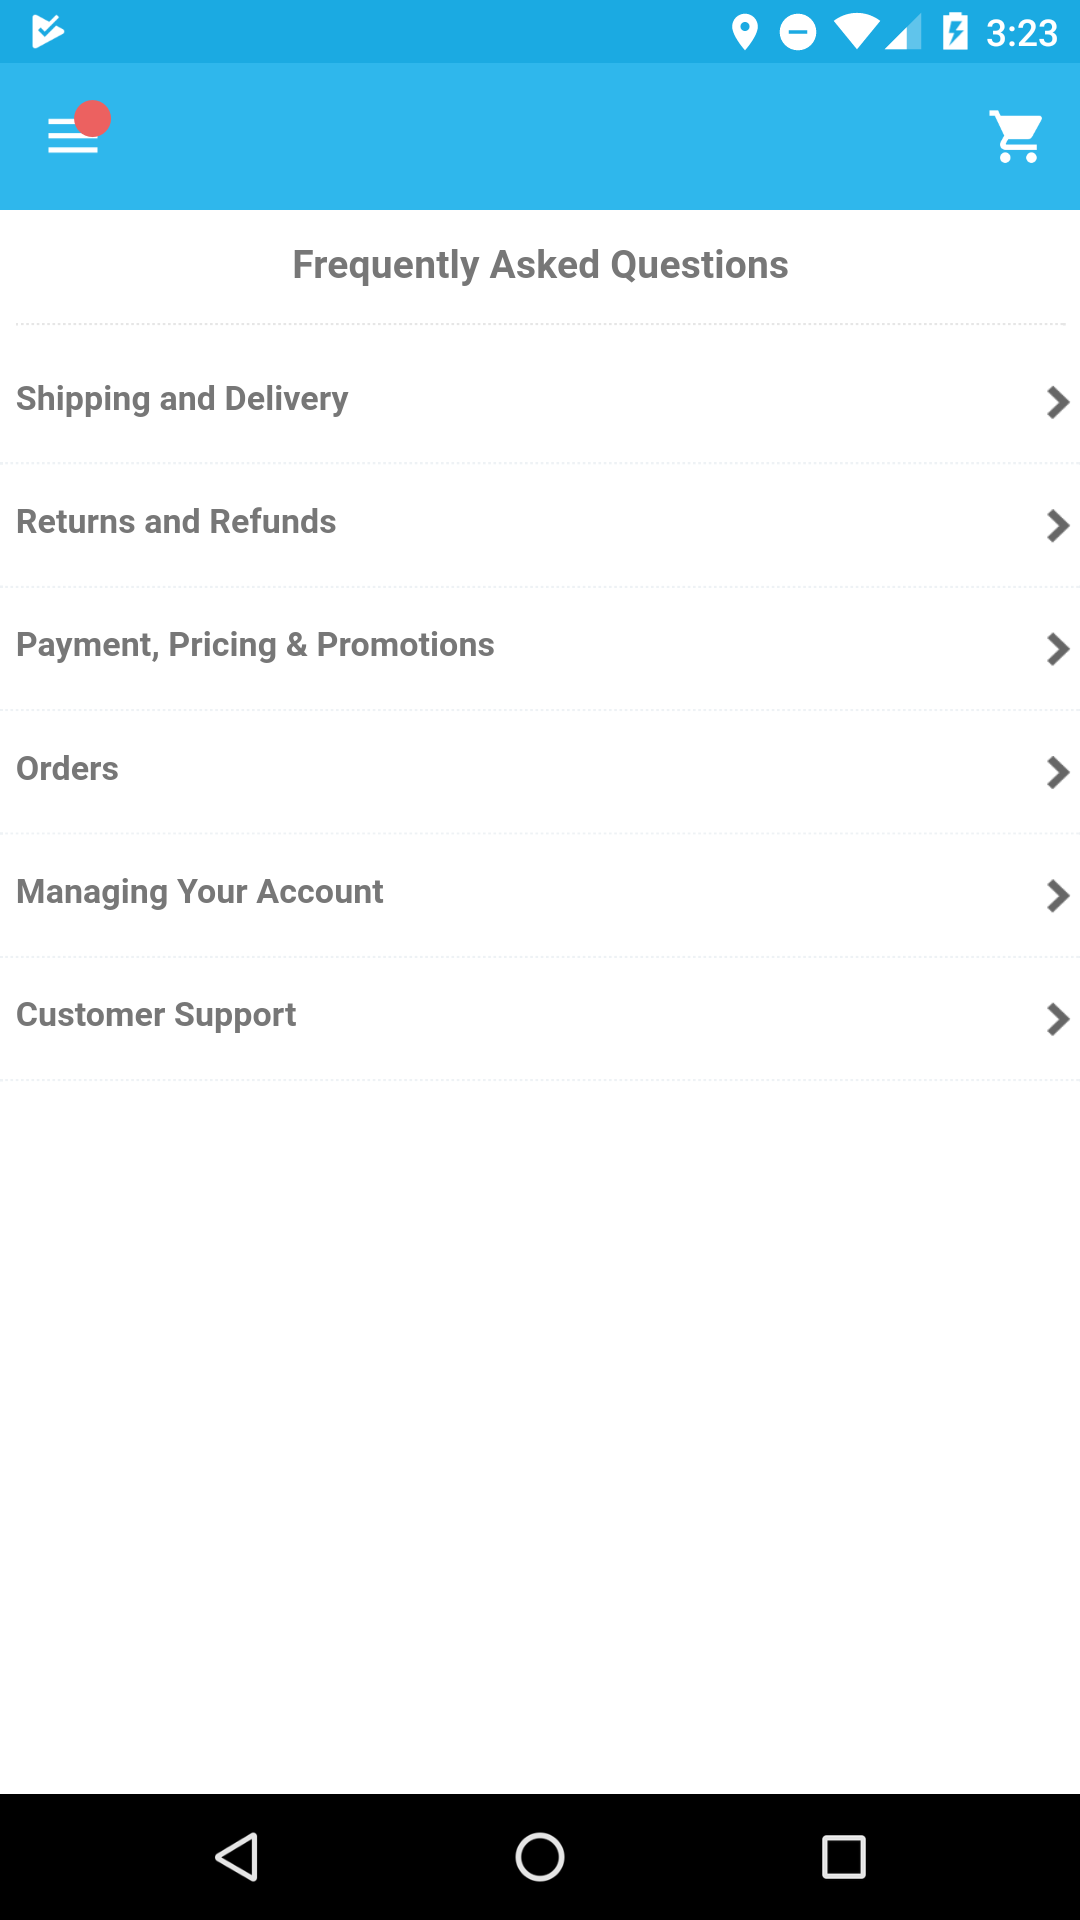 3:23
Frequently Asked Questions
Shipping and Delivery
Returns and Refunds
Payment, Pricing & Promotions
Orders
Managing Your Account
Customer Support